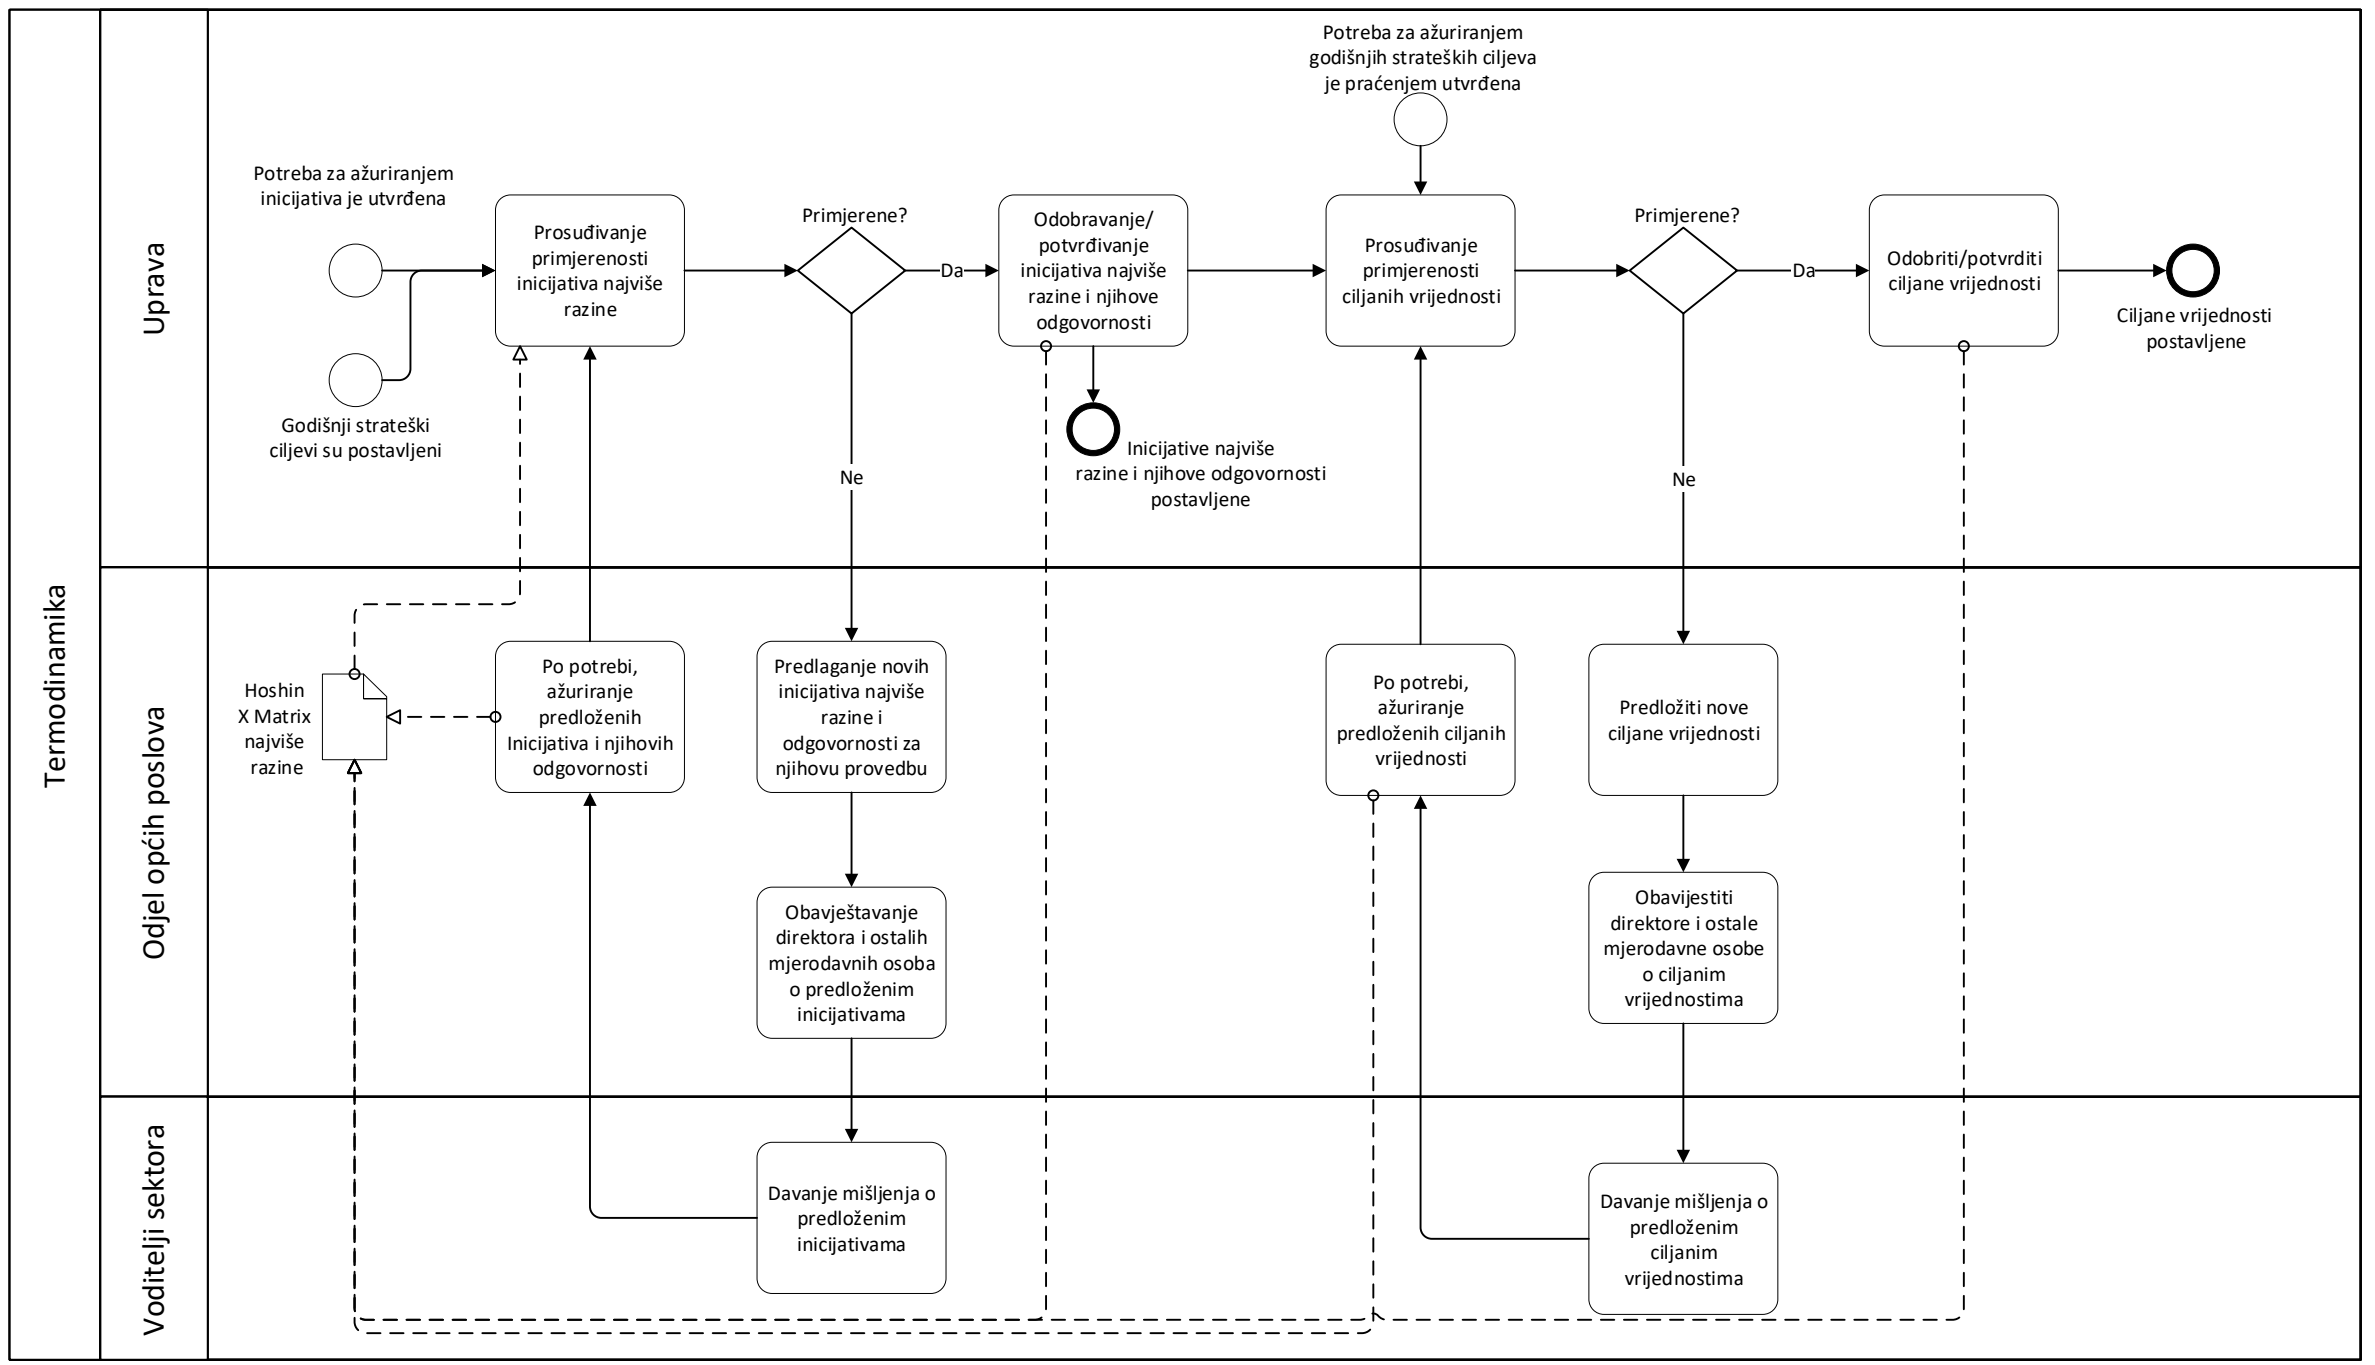 Termodinamika
Uprava
Potreba za ažuriranjem
inicijativa je utvrđena
Godišnji strateški
ciljevi su postavljeni
Prosuđivanje
primjerenosti
inicijativa najviše
razine
Primjerene?
Da
Ne
Odobravanje/
potvrđivanje
inicijativa najviše
razine i njihove
odgovornosti
Inicijative najviše
razine i njihove odgovornosti
postavljene
Potreba za ažuriranjem
godišnjih strateških ciljeva
je praćenjem utvrđena
Prosuđivanje
primjerenosti
ciljanih vrijednosti
Primjerene?
Da
Ne
Odobriti/potvrditi
ciljane vrijednosti
Ciljane vrijednosti
postavljene
Odjel općih poslova
Hoshin
X Matrix
najviše
razine
Po potrebi,
ažuriranje
predloženih
Inicijativa i njihovih
odgovornosti
Predlaganje novih
inicijativa najviše
razine i
odgovornosti za
njihovu provedbu
Obavještavanje
direktora i ostalih
mjerodavnih osoba
o predloženim
inicijativama
Po potrebi,
ažuriranje
predloženih ciljanih
vrijednosti
Predložiti nove
ciljane vrijednosti
Obavijestiti
direktore i ostale
mjerodavne osobe
o ciljanim
vrijednostima
Voditelji sektora
Davanje mišljenja o
predloženim
inicijativama
Davanje mišljenja o
predloženim
ciljanim
vrijednostima